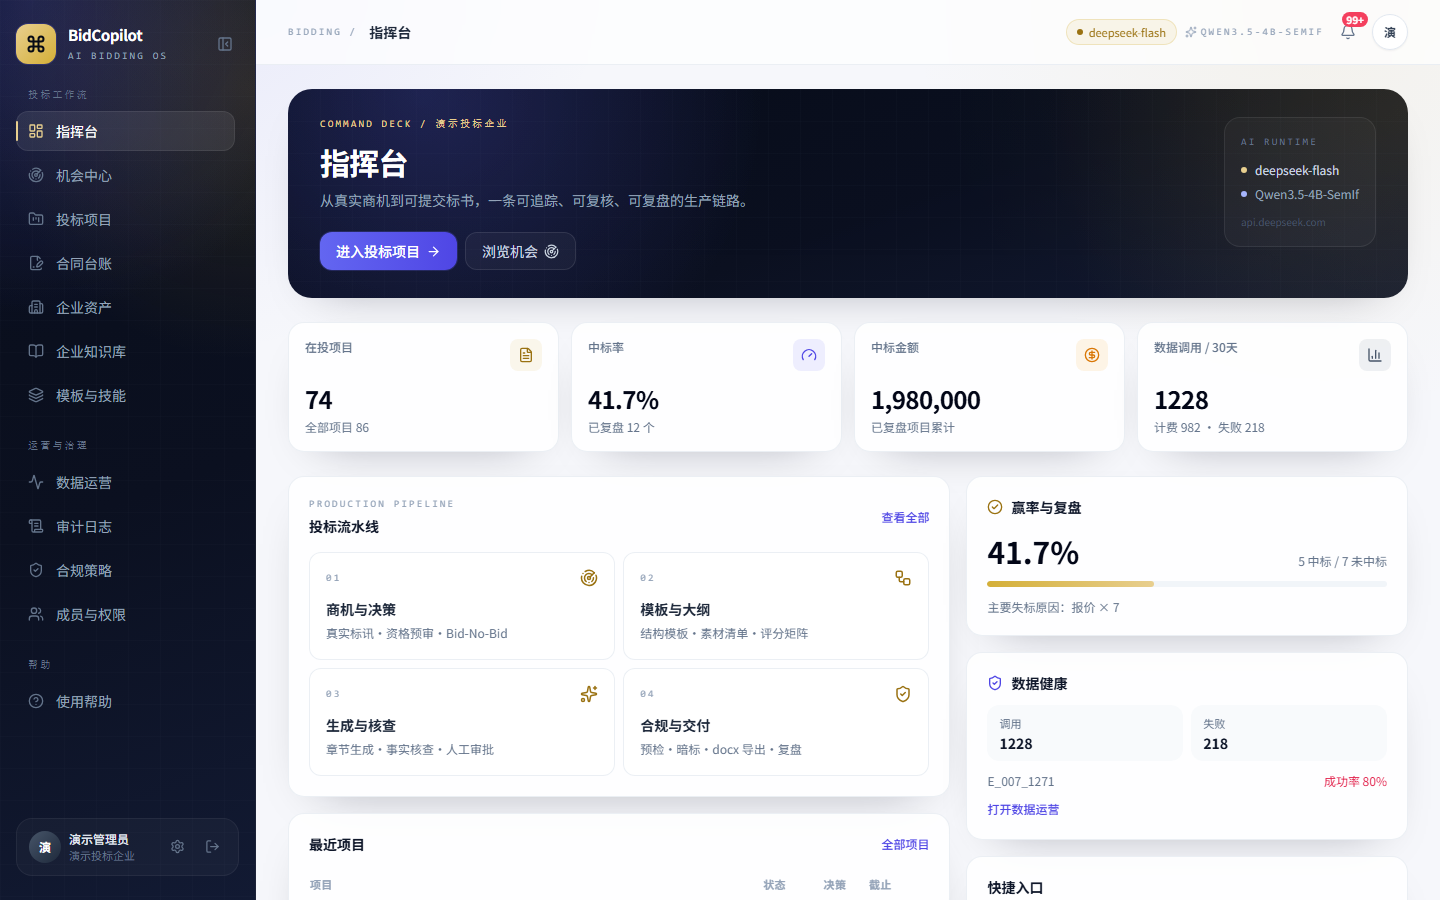 BidCopilot
AI BIDDING OS
投标工作流
指挥台
机会中心
投标项目
合同台账
企业资产
企业知识库
模板与技能
运营与治理
数据运营
审计日志
合规策略
成员与权限
帮助
使用帮助
演
演示管理员
演示投标企业
BIDDING / 指挥台
deepseek-flash
QWEN3.5-4B-SEMIF
99+
演
COMMAND DECK / 演示投标企业
指挥台
从真实商机到可提交标书，一条可追踪、可复核、可复盘的生产链路。
进入投标项目
浏览机会
AI RUNTIME
deepseek-flash
Qwen3.5-4B-SemIf
api.deepseek.com
在投项目
74
全部项目 86
中标率
41.7%
已复盘 12 个
中标金额
1,980,000
已复盘项目累计
数据调用 / 30天
1228
计费 982 · 失败 218
PRODUCTION PIPELINE
投标流水线
查看全部
01
商机与决策
真实标讯·资格预审·Bid-No-Bid
02
模板与大纲
结构模板·素材清单·评分矩阵
03
生成与核查
章节生成·事实核查·人工审批
04
合规与交付
预检·暗标·docx 导出·复盘
赢率与复盘
41.7%
5 中标 / 7 未中标
主要失标原因：报价 × 7
数据健康
调用
1228
失败
218
E_007_1271
成功率 80%
打开数据运营
最近项目
全部项目
项目 状态 决策 截止
快捷入口